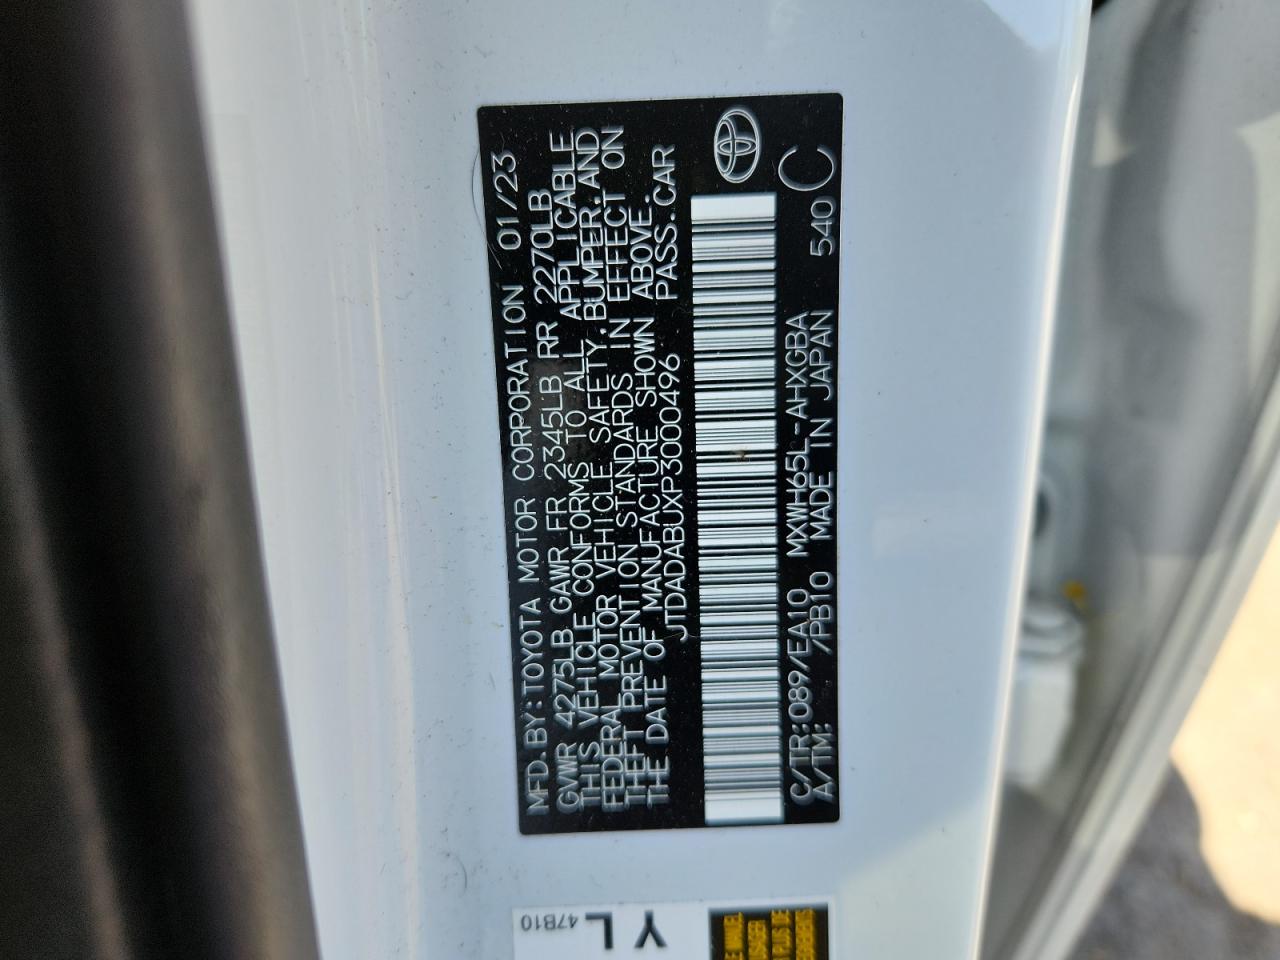 MFD.BY:TOYOTA MOTOR CORPORATION 01/23
GVWR 4275LB GAWR FR 2345LB RR 2270LB
THIS VEHICLE CONFORMS TO ALL APPLICABLE
FEDERAL MOTOR VEHICLE SAFETY,BUMPER,AND
THEFT PREVENTION STANDARDS IN EFFECT ON
THE DATE OF MANUFACTURE SHOWN ABOVE.
JTDADABUXP3000496 PASS.CAR
C/TR:089/EA10 MXWH65L-AHXGBA
A/TM: /PB10 MADE IN JAPAN 540 C
47B10
YL